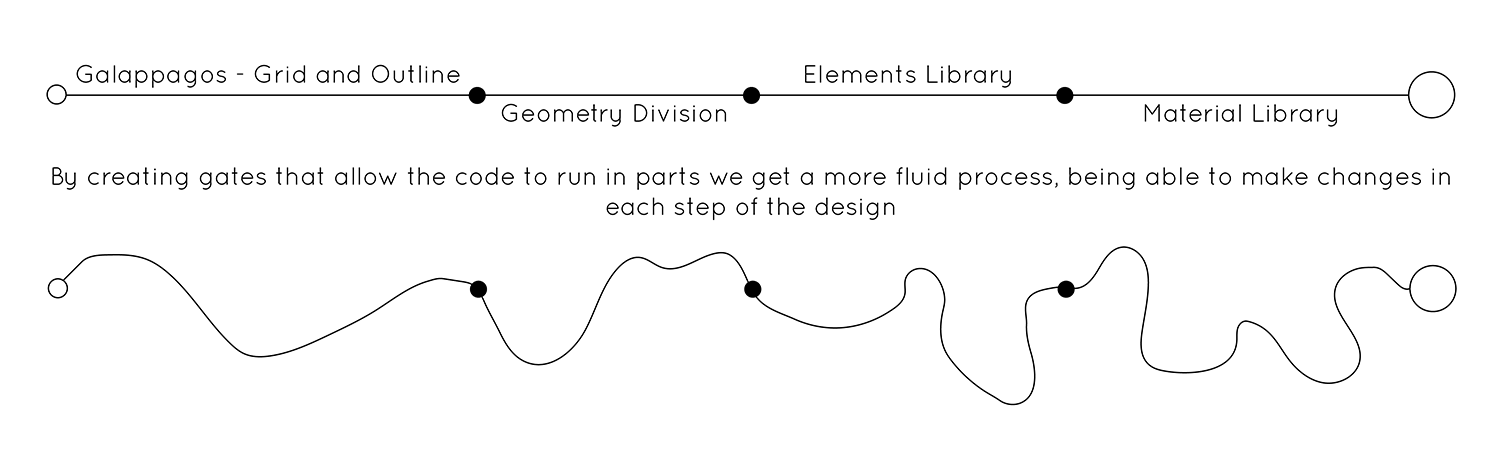 Galappagos - Grid and Outline
Elements Library
Geometry Division
Material Library
By creating gates that allow the code to run in parts we get a more fluid process, being able to make changes in
each step of the design